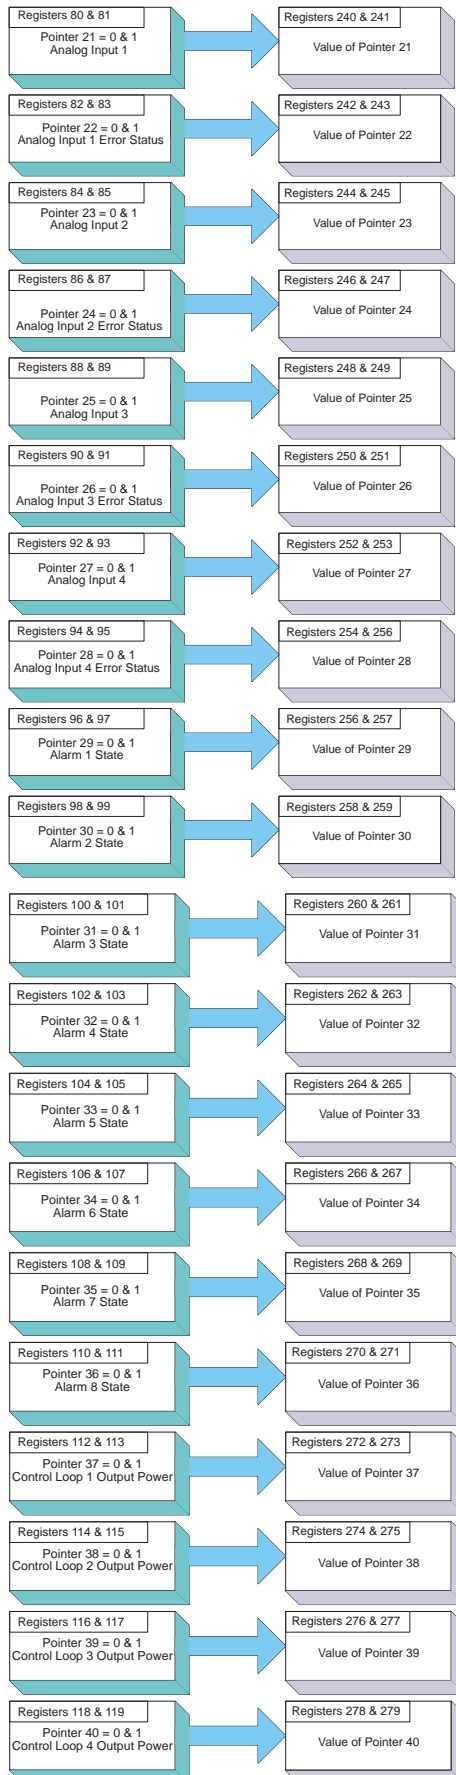 Registers 80 & 81
Pointer 21 = 0 & 1
Analog Input 1
Registers 240 & 241
Value of Pointer 21
Registers 82 & 83
Pointer 22 = 0 & 1
Analog Input 1 Error Status
Registers 242 & 243
Value of Pointer 22
Registers 84 & 85
Pointer 23 = 0 & 1
Analog Input 2
Registers 244 & 245
Value of Pointer 23
Registers 86 & 87
Pointer 24 = 0 & 1
Analog Input 2 Error Status
Registers 246 & 247
Value of Pointer 24
Registers 88 & 89
Pointer 25 = 0 & 1
Analog Input 3
Registers 248 & 249
Value of Pointer 25
Registers 90 & 91
Pointer 26 = 0 & 1
Analog Input 3 Error Status
Registers 250 & 251
Value of Pointer 26
Registers 92 & 93
Pointer 27 = 0 & 1
Analog Input 4
Registers 252 & 253
Value of Pointer 27
Registers 94 & 95
Pointer 28 = 0 & 1
Analog Input 4 Error Status
Registers 254 & 256
Value of Pointer 28
Registers 96 & 97
Pointer 29 = 0 & 1
Alarm 1 State
Registers 256 & 257
Value of Pointer 29
Registers 98 & 99
Pointer 30 = 0 & 1
Alarm 2 State
Registers 258 & 259
Value of Pointer 30
Registers 100 & 101
Pointer 31 = 0 & 1
Alarm 3 State
Registers 260 & 261
Value of Pointer 31
Registers 102 & 103
Pointer 32 = 0 & 1
Alarm 4 State
Registers 262 & 263
Value of Pointer 32
Registers 104 & 105
Pointer 33 = 0 & 1
Alarm 5 State
Registers 264 & 265
Value of Pointer 33
Registers 106 & 107
Pointer 34 = 0 & 1
Alarm 6 State
Registers 266 & 267
Value of Pointer 34
Registers 108 & 109
Pointer 35 = 0 & 1
Alarm 7 State
Registers 268 & 269
Value of Pointer 35
Registers 110 & 111
Pointer 36 = 0 & 1
Alarm 8 State
Registers 270 & 271
Value of Pointer 36
Registers 112 & 113
Pointer 37 = 0 & 1
Control Loop 1 Output Power
Registers 272 & 273
Value of Pointer 37
Registers 114 & 115
Pointer 38 = 0 & 1
Control Loop 2 Output Power
Registers 274 & 275
Value of Pointer 38
Registers 116 & 117
Pointer 39 = 0 & 1
Control Loop 3 Output Power
Registers 276 & 277
Value of Pointer 39
Registers 118 & 119
Pointer 40 = 0 & 1
Control Loop 4 Output Power
Registers 278 & 279
Value of Pointer 40